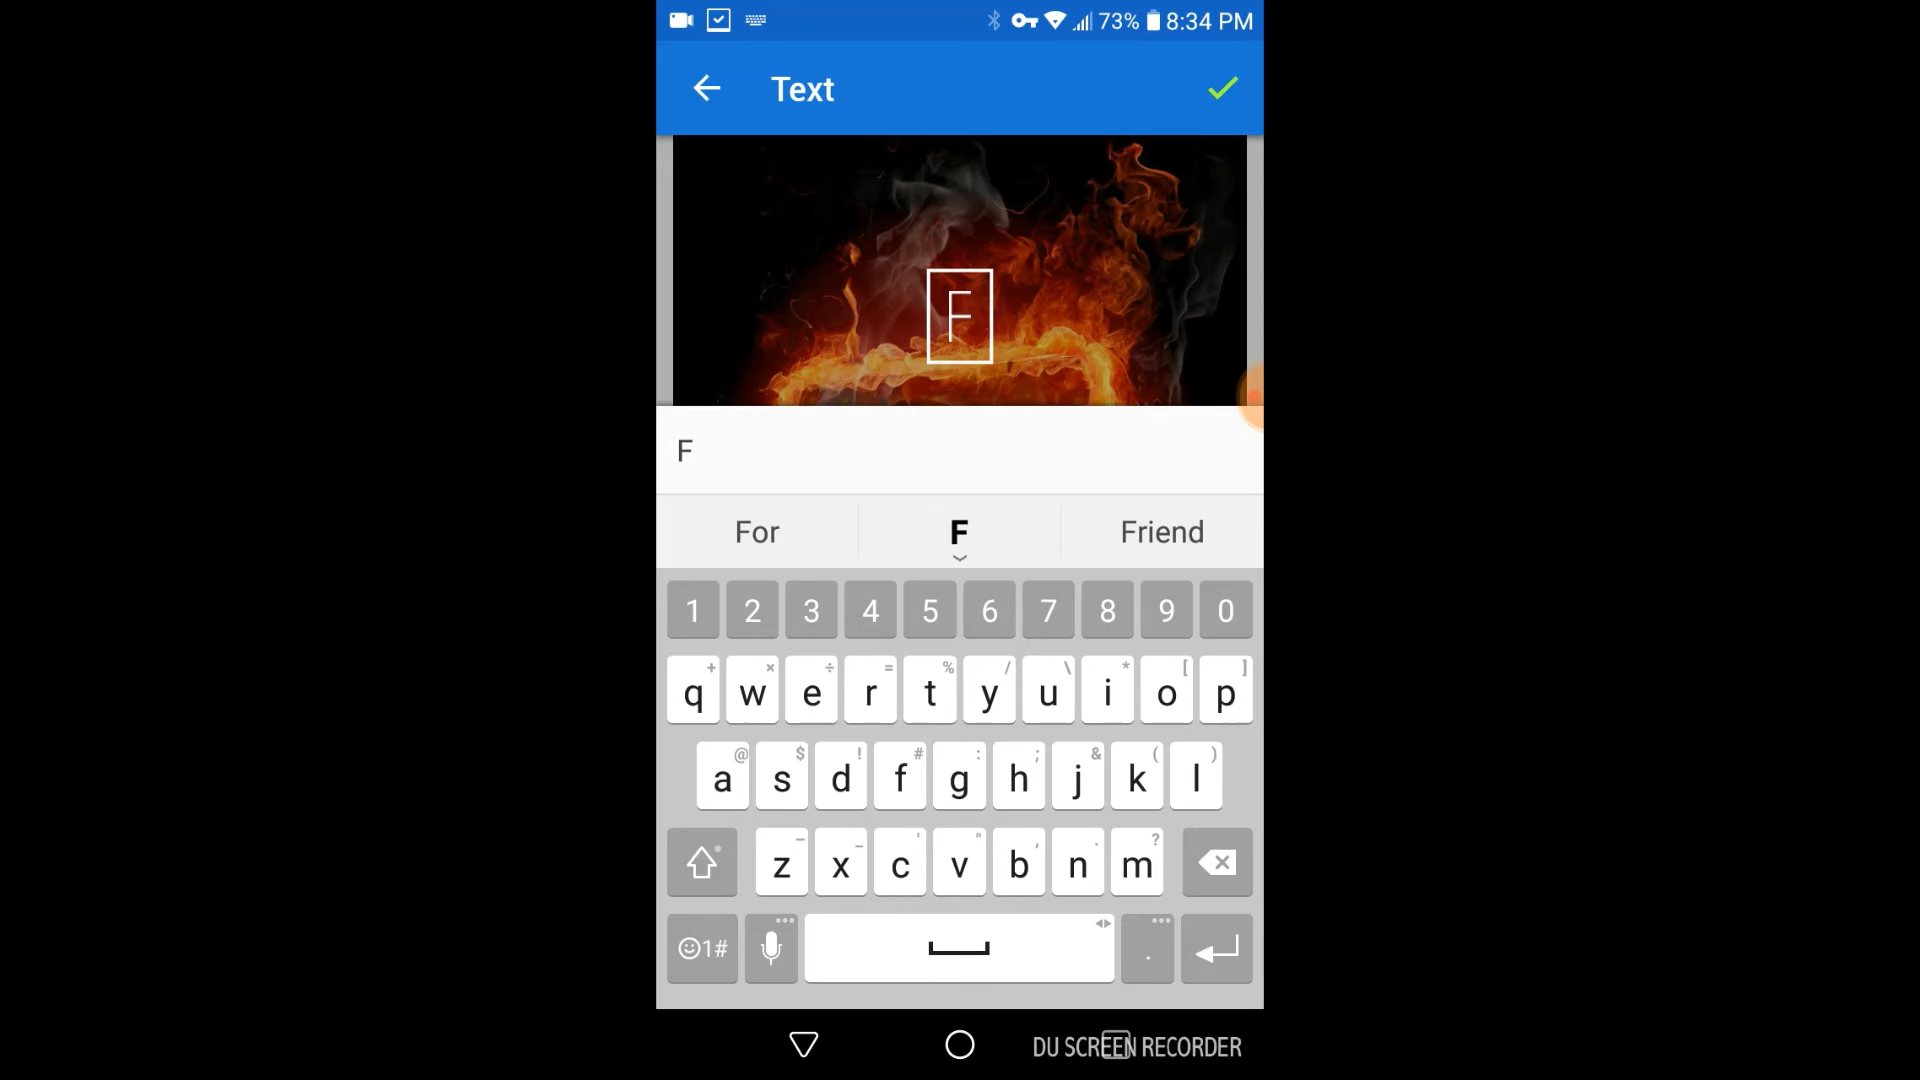 73% 8:34 PM
Text
F
F
For F Friend
1 2 3 4 5 6 7 8 9 0
+ × ÷ = % / \ * [ ]
q w e r t y u i o p
@ $ ! # : ; & ( )
a s d f g h j k l
- _ ' " , . ?
z x c v b n m
1# .
DU SCREEN RECORDER